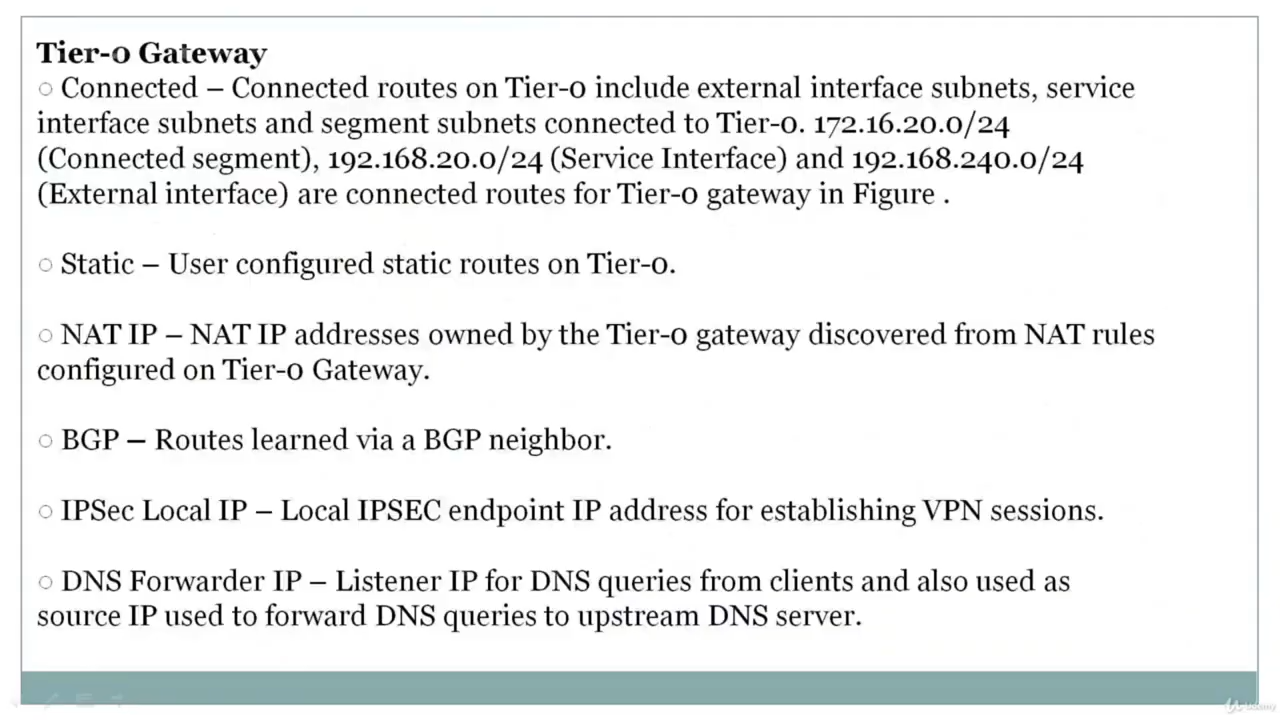 Tier-0 Gateway
○ Connected – Connected routes on Tier-0 include external interface subnets, service
interface subnets and segment subnets connected to Tier-0. 172.16.20.0/24
(Connected segment), 192.168.20.0/24 (Service Interface) and 192.168.240.0/24
(External interface) are connected routes for Tier-0 gateway in Figure .
○ Static – User configured static routes on Tier-0.
○ NAT IP – NAT IP addresses owned by the Tier-0 gateway discovered from NAT rules
configured on Tier-0 Gateway.
○ BGP – Routes learned via a BGP neighbor.
○ IPSec Local IP – Local IPSEC endpoint IP address for establishing VPN sessions.
○ DNS Forwarder IP – Listener IP for DNS queries from clients and also used as
source IP used to forward DNS queries to upstream DNS server.
Udemy